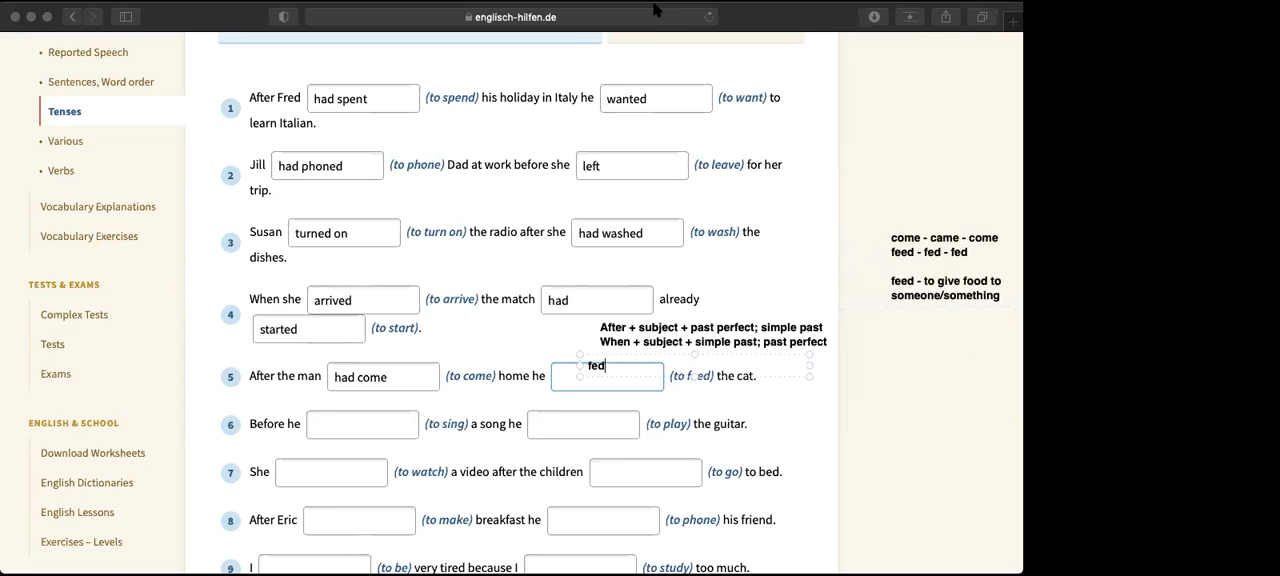 englisch-hilfen.de
• Reported Speech
• Sentences, Word order
Tenses
• Various
• Verbs
Vocabulary Explanations
Vocabulary Exercises
TESTS & EXAMS
Complex Tests
Tests
Exams
ENGLISH & SCHOOL
Download Worksheets
English Dictionaries
English Lessons
Exercises – Levels
1 After Fred had spent (to spend) his holiday in Italy he wanted (to want) to
learn Italian.
2 Jill had phoned (to phone) Dad at work before she left (to leave) for her
trip.
3 Susan turned on (to turn on) the radio after she had washed (to wash) the
dishes.
4 When she arrived (to arrive) the match had already
started (to start).
After + subject + past perfect; simple past
When + subject + simple past; past perfect
fed
5 After the man had come (to come) home he (to feed) the cat.
6 Before he (to sing) a song he (to play) the guitar.
7 She (to watch) a video after the children (to go) to bed.
8 After Eric (to make) breakfast he (to phone) his friend.
9 I (to be) very tired because I (to study) too much.
come - came - come
feed - fed - fed
feed - to give food to
someone/something